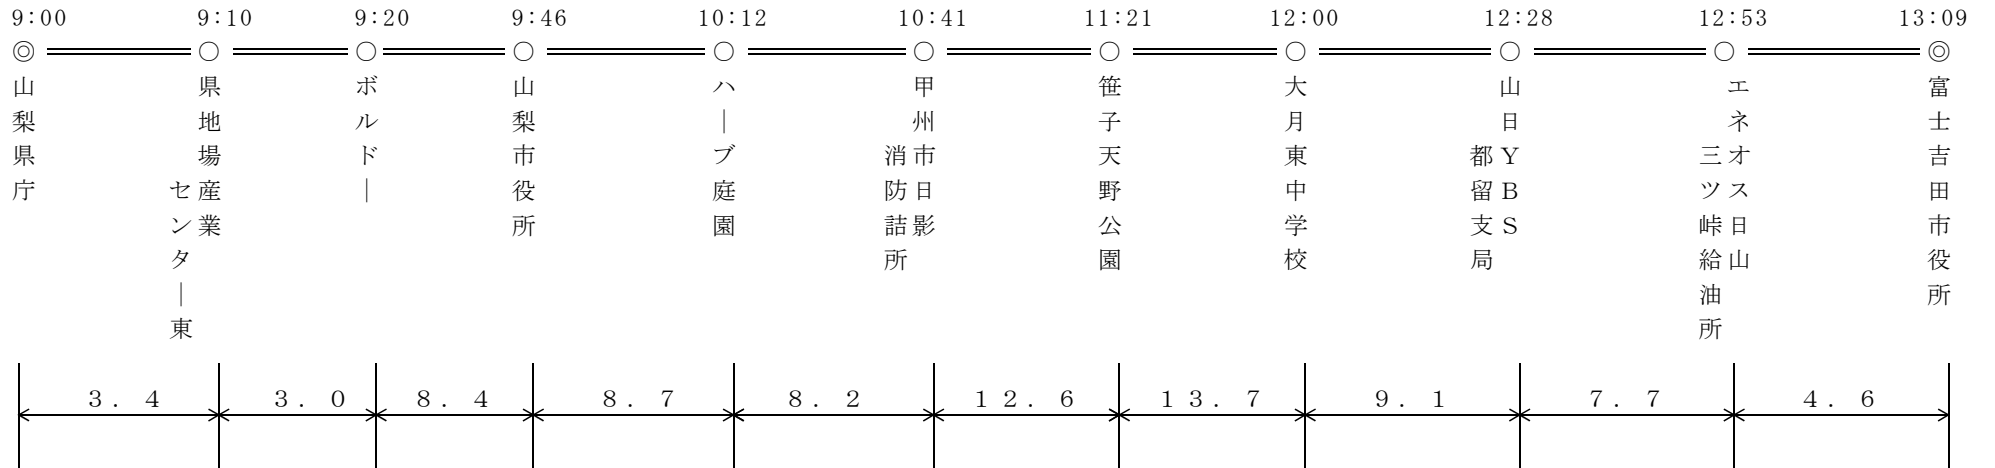 9:00 9:10 9:20 9:46 10:12 10:41 11:21 12:00 12:28 12:53 13:09
◎ ○ ○ ○ ○ ○ ○ ○ ○ ○ ◎
山梨県庁
県地場産業
センター東
ボルドー
山梨市役所
ハーブ庭園
甲州市日影
消防詰所
笹子天野公園
大月東中学校
山日YBS
都留支局
エネオス日山
三ツ峠給油所
富士吉田市役所
3.4 3.0 8.4 8.7 8.2 12.6 13.7 9.1 7.7 4.6